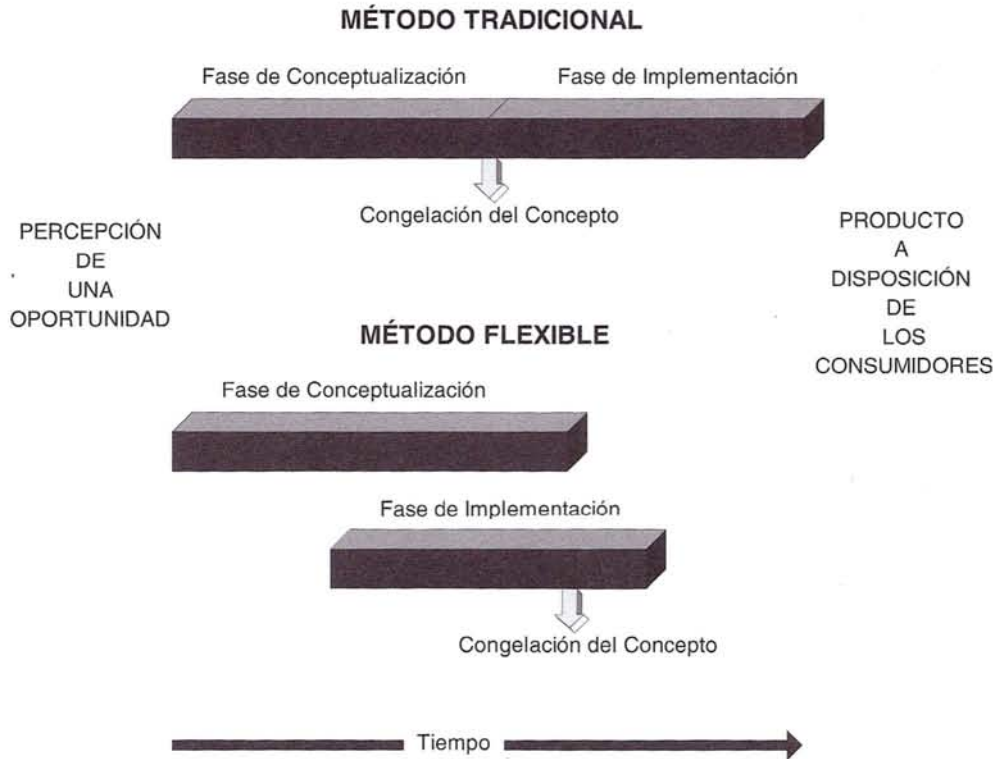 MÉTODO TRADICIONAL
Fase de Conceptualización
Fase de Implementación
Congelación del Concepto
PERCEPCIÓN
DE
UNA
OPORTUNIDAD
PRODUCTO
A
DISPOSICIÓN
DE
LOS
CONSUMIDORES
MÉTODO FLEXIBLE
Fase de Conceptualización
Fase de Implementación
Congelación del Concepto
Tiempo